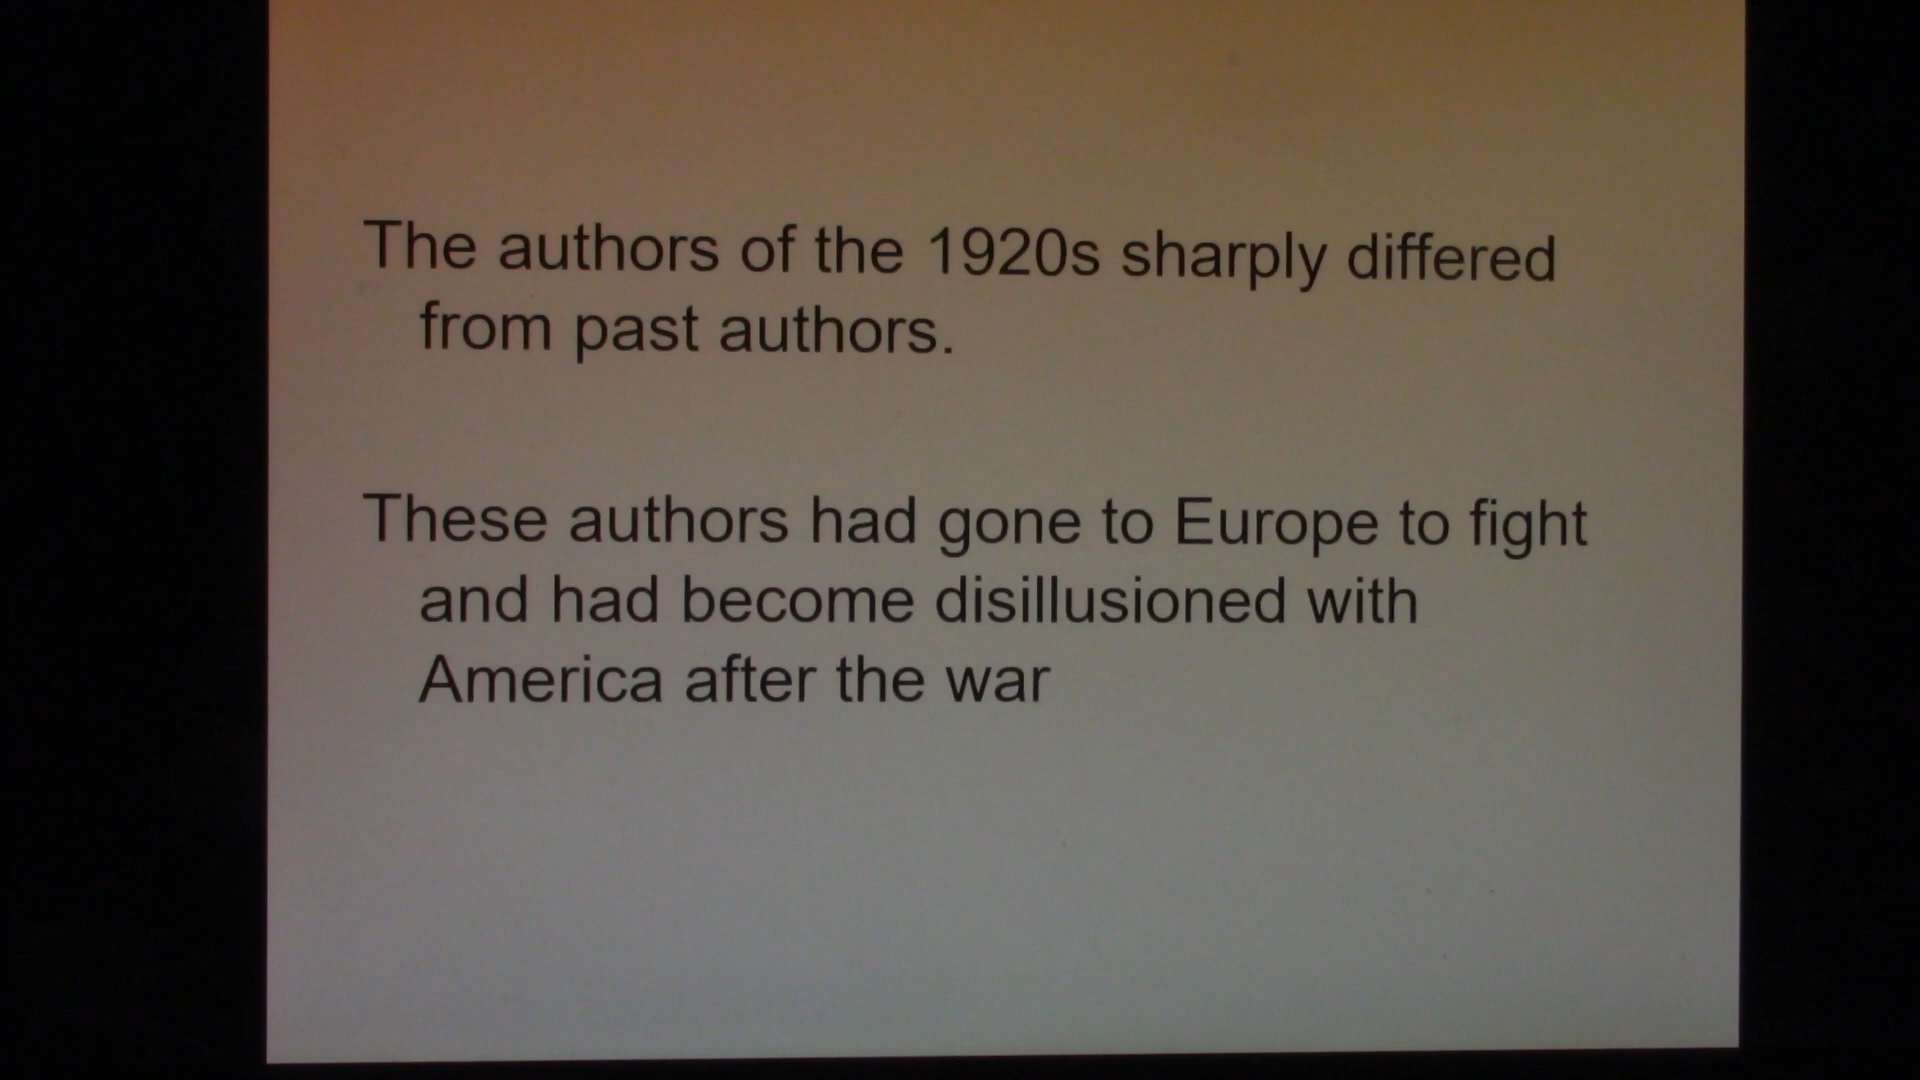 The authors of the 1920s sharply differed
from past authors.
These authors had gone to Europe to fight
and had become disillusioned with
America after the war